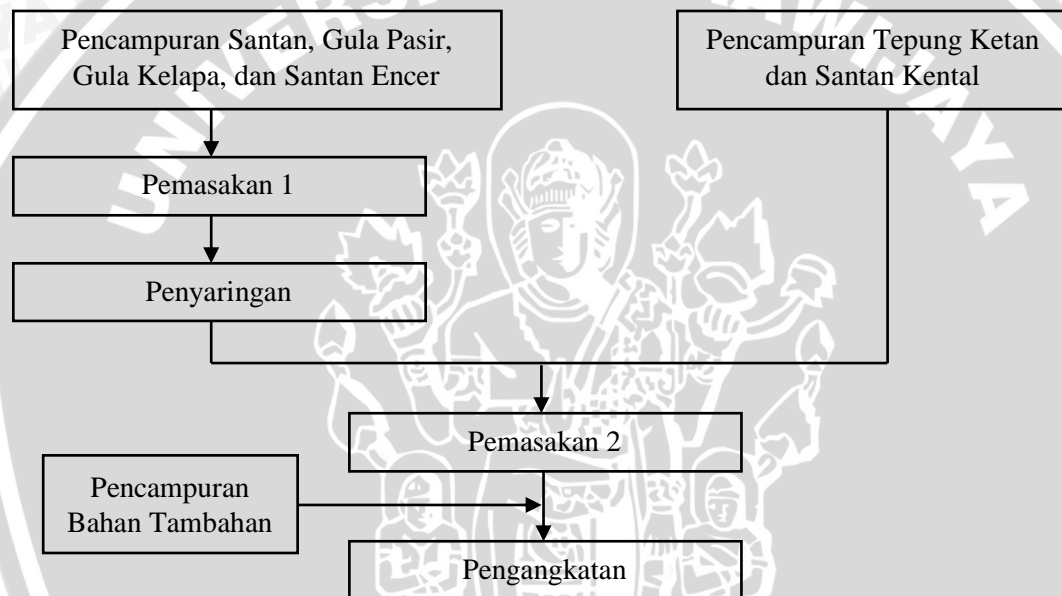 Pencampuran Santan, Gula Pasir,
Gula Kelapa, dan Santan Encer
Pencampuran Tepung Ketan
dan Santan Kental
Pemasakan 1
Penyaringan
Pemasakan 2
Pencampuran
Bahan Tambahan
Pengangkatan